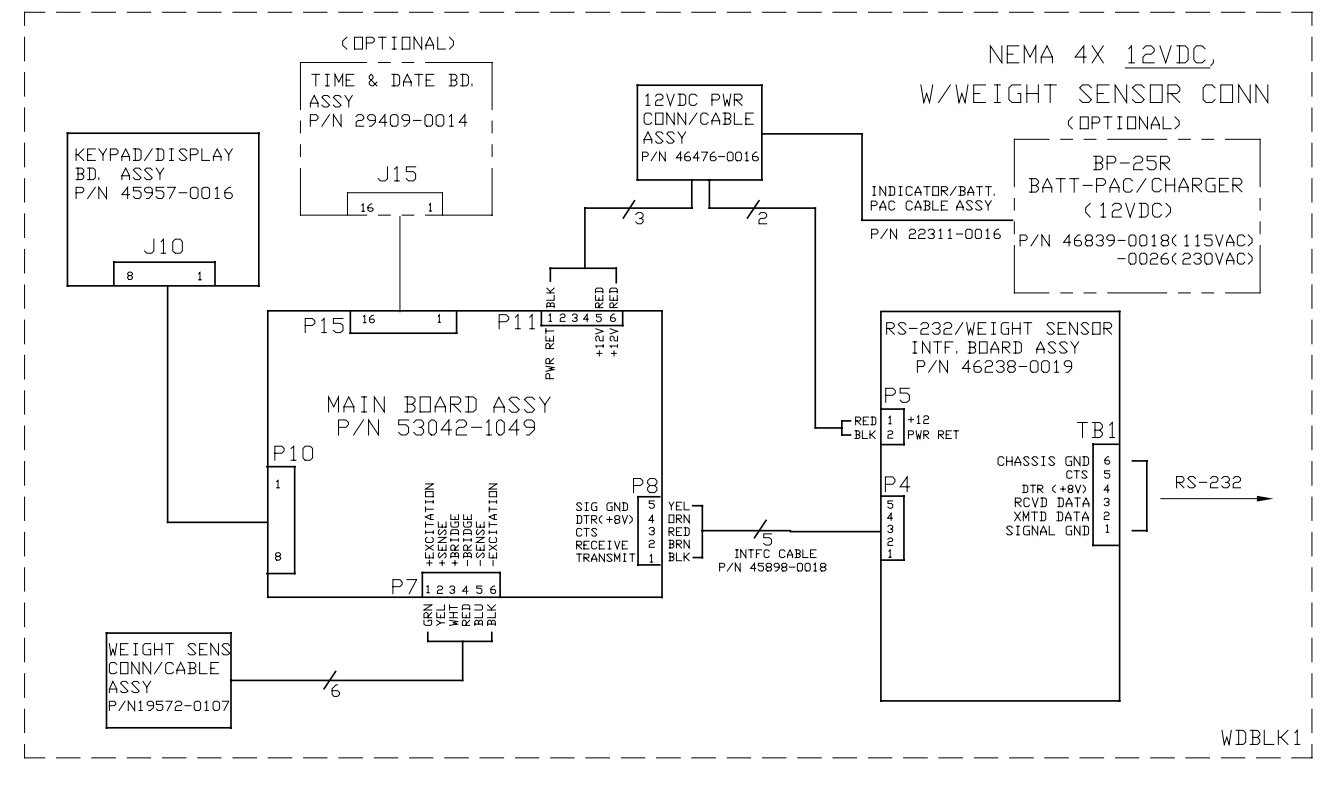 (OPTIONAL)
TIME & DATE BD.
ASSY
P/N 29409-0014
J15
16 1
NEMA 4X 12VDC,
W/WEIGHT SENSOR CONN
(OPTIONAL)
BP-25R
BATT-PAC/CHARGER
(12VDC)
P/N 46839-0018(115VAC)
-0026(230VAC)
12VDC PWR
CONN/CABLE
ASSY
P/N 46476-0016
INDICATOR/BATT.
PAC CABLE ASSY
P/N 22311-0016
KEYPAD/DISPLAY
BD. ASSY
P/N 45957-0016
J10
8 1
3
2
P15
16 1
P11
BLK
RED
RED
1 2 3 4 5 6
PWR RET
+12V
+12V
MAIN BOARD ASSY
P/N 53042-1049
P10
1
8
RS-232/WEIGHT SENSOR
INTF. BOARD ASSY
P/N 46238-0019
P5
RED 1 +12
BLK 2 PWR RET
TB1
CHASSIS GND 6
CTS 5
DTR (+8V) 4
RCVD DATA 3
XMTD DATA 2
SIGNAL GND 1
RS-232
P4
5
4
3
2
1
P8
SIG GND 5 YEL
DTR(+8V) 4 ORN
CTS 3 RED
RECEIVE 2 BRN
TRANSMIT 1 BLK
5
INTFC CABLE
P/N 45898-0018
+EXCITATION
+SENSE
+BRIDGE
-BRIDGE
-SENSE
-EXCITATION
P7
1 2 3 4 5 6
GRN
YEL
WHT
RED
BLU
BLK
WEIGHT SENS
CONN/CABLE
ASSY
P/N19572-0107
6
WDBLK1